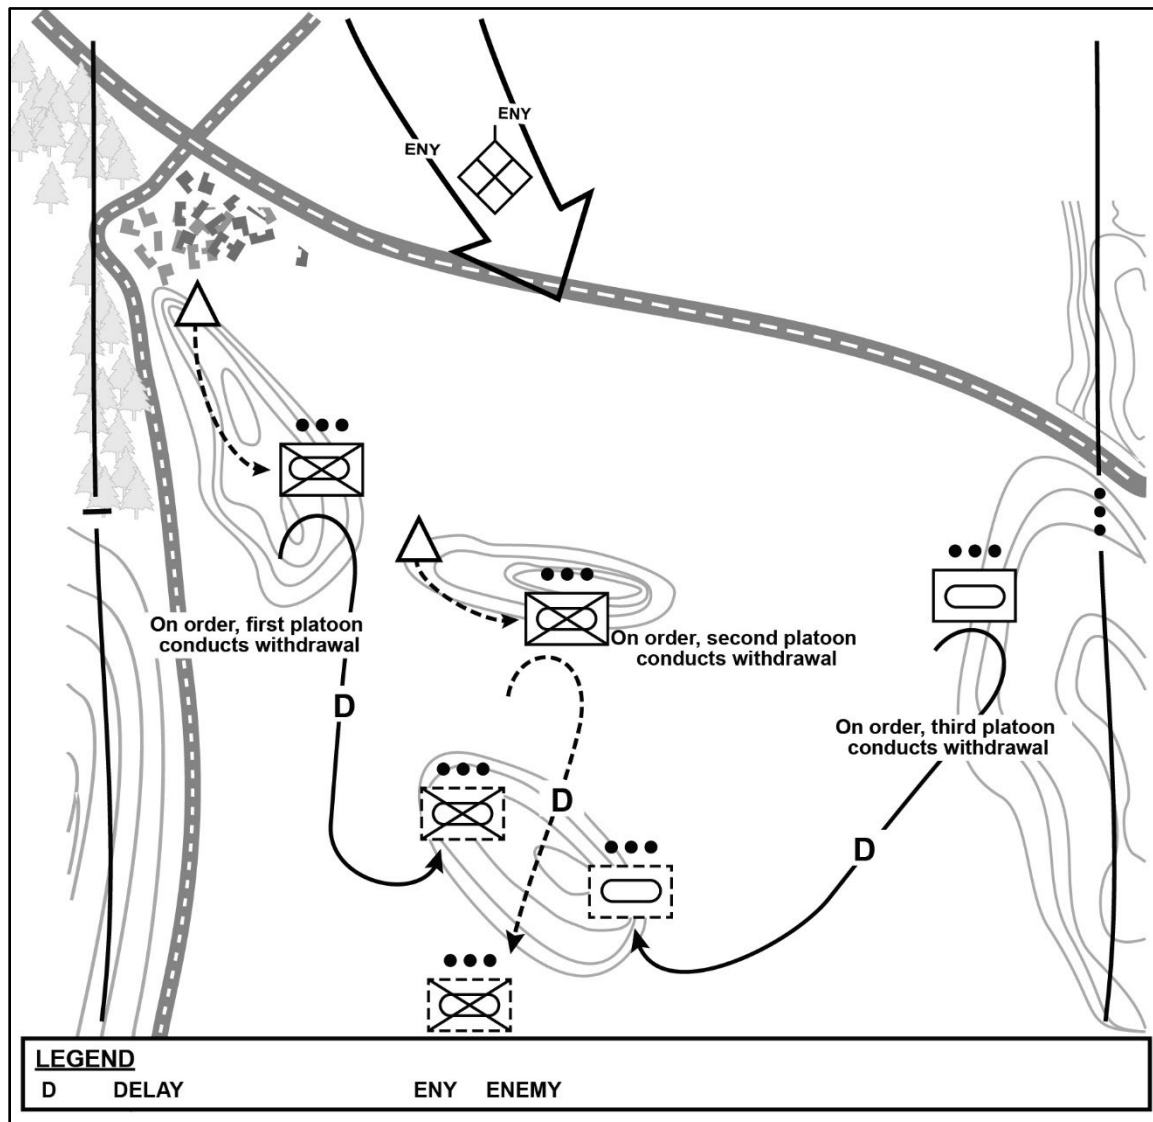 ENY
ENY
On order, first platoon
conducts withdrawal
On order, second platoon
conducts withdrawal
D
On order, third platoon
conducts withdrawal
D
D
LEGEND
D DELAY ENY ENEMY